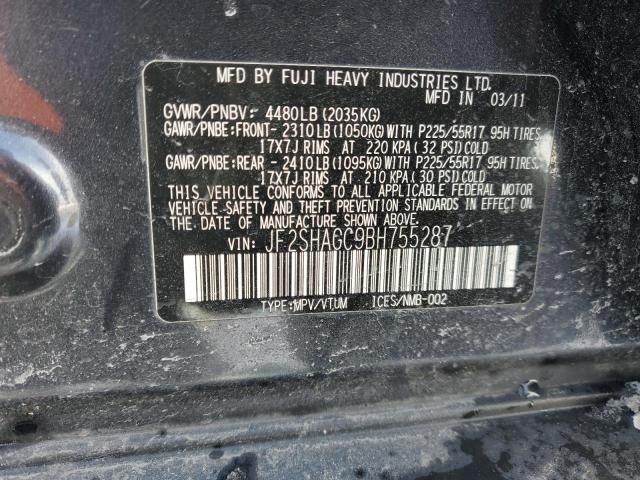 MFD BY FUJI HEAVY INDUSTRIES LTD.
MFD IN 03/11
GVWR/PNBV: 4480LB (2035KG)
GAWR/PNBE:FRONT- 2310LB (1050KG) WITH P225/55R17 95H TIRES,
17X7J RIMS AT 220 KPA (32 PSI) COLD
GAWR/PNBE:REAR - 2410LB (1095KG) WITH P225/55R17 95H TIRES,
17X7J RIMS AT 210 KPA (30 PSI) COLD
THIS VEHICLE CONFORMS TO ALL APPLICABLE FEDERAL MOTOR
VEHICLE SAFETY AND THEFT PREVENTION STANDARDS IN EFFECT ON
THE DATE OF MANUFACTURE SHOWN ABOVE.
VIN: JF2SHAGC9BH755287
TYPE:MPV/VTUM ICES/NMB-002